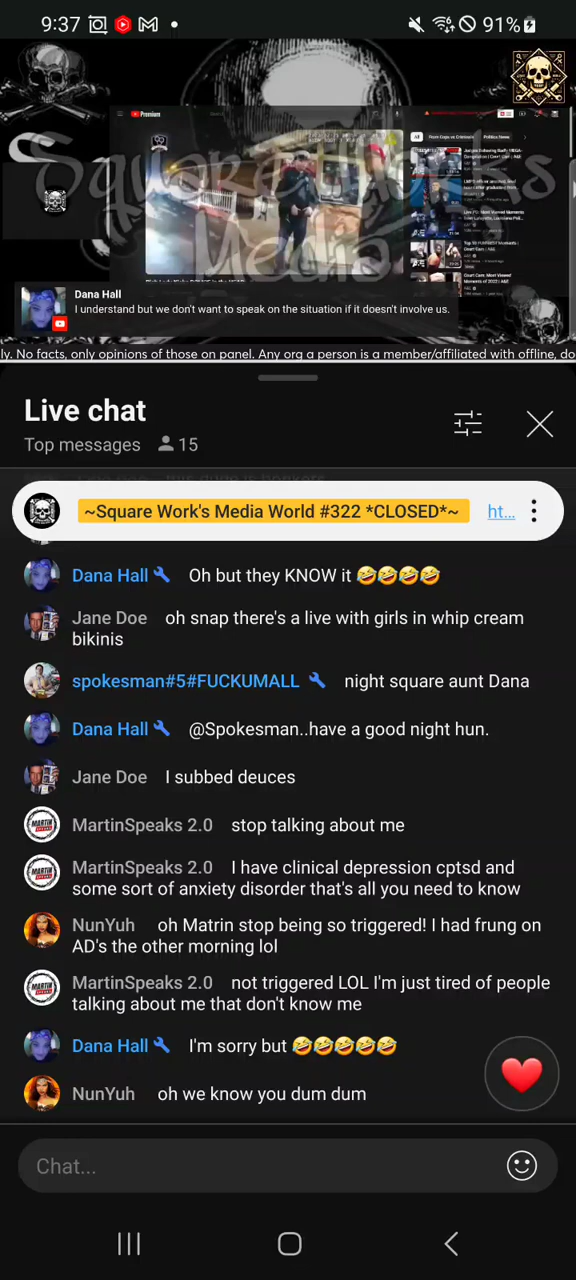 9:37
91%
Squareworks
Media
Premium
All
Dana Hall
I understand but we don't want to speak on the situation if it doesn't involve us.
ly. No facts, only opinions of those on panel. Any org a person is a member/affiliated with offline, do
Live chat
Top messages 15
~Square Work's Media World #322 *CLOSED*~ ht...
Dana Hall Oh but they KNOW it 🤣🤣🤣🤣
Jane Doe oh snap there's a live with girls in whip cream
bikinis
spokesman#5#FUCKUMALL night square aunt Dana
Dana Hall @Spokesman..have a good night hun.
Jane Doe I subbed deuces
MartinSpeaks 2.0 stop talking about me
MartinSpeaks 2.0 I have clinical depression cptsd and
some sort of anxiety disorder that's all you need to know
NunYuh oh Matrin stop being so triggered! I had frung on
AD's the other morning lol
MartinSpeaks 2.0 not triggered LOL I'm just tired of people
talking about me that don't know me
Dana Hall I'm sorry but 🤣🤣🤣🤣🤣
NunYuh oh we know you dum dum
Chat...